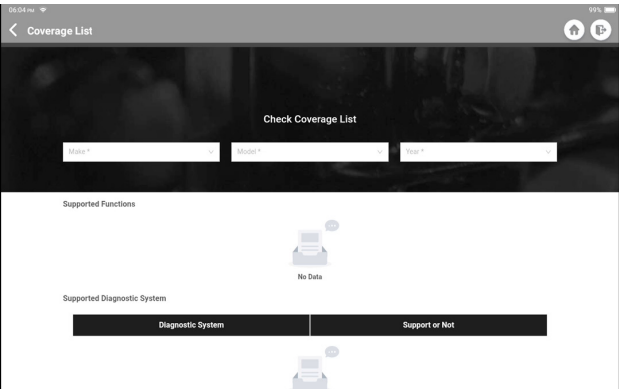 06:04 PM 99%
Coverage List
Check Coverage List
Make * Model * Year *
Supported Functions
No Data
Supported Diagnostic System
Diagnostic System Support or Not